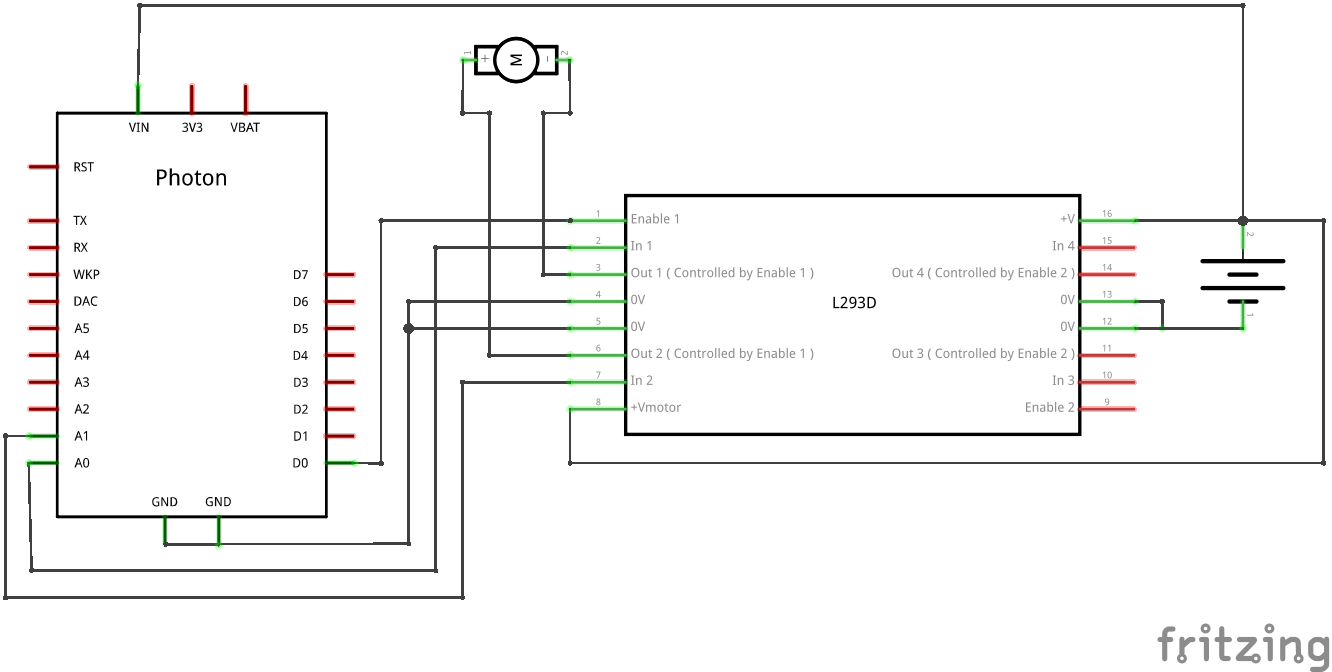 1 + M - 2
VIN 3V3 VBAT
Photon
RST
TX
RX
WKP D7
DAC D6
A5 D5
A4 D4
A3 D3
A2 D2
A1 D1
A0 D0
GND GND
1 Enable 1
2 In 1
3 Out 1 ( Controlled by Enable 1 )
4 0V
5 0V
6 Out 2 ( Controlled by Enable 1 )
7 In 2
8 +Vmotor
L293D
+V 16
In 4 15
Out 4 ( Controlled by Enable 2 ) 14
0V 13
0V 12
Out 3 ( Controlled by Enable 2 ) 11
In 3 10
Enable 2 9
2
1
fritzing